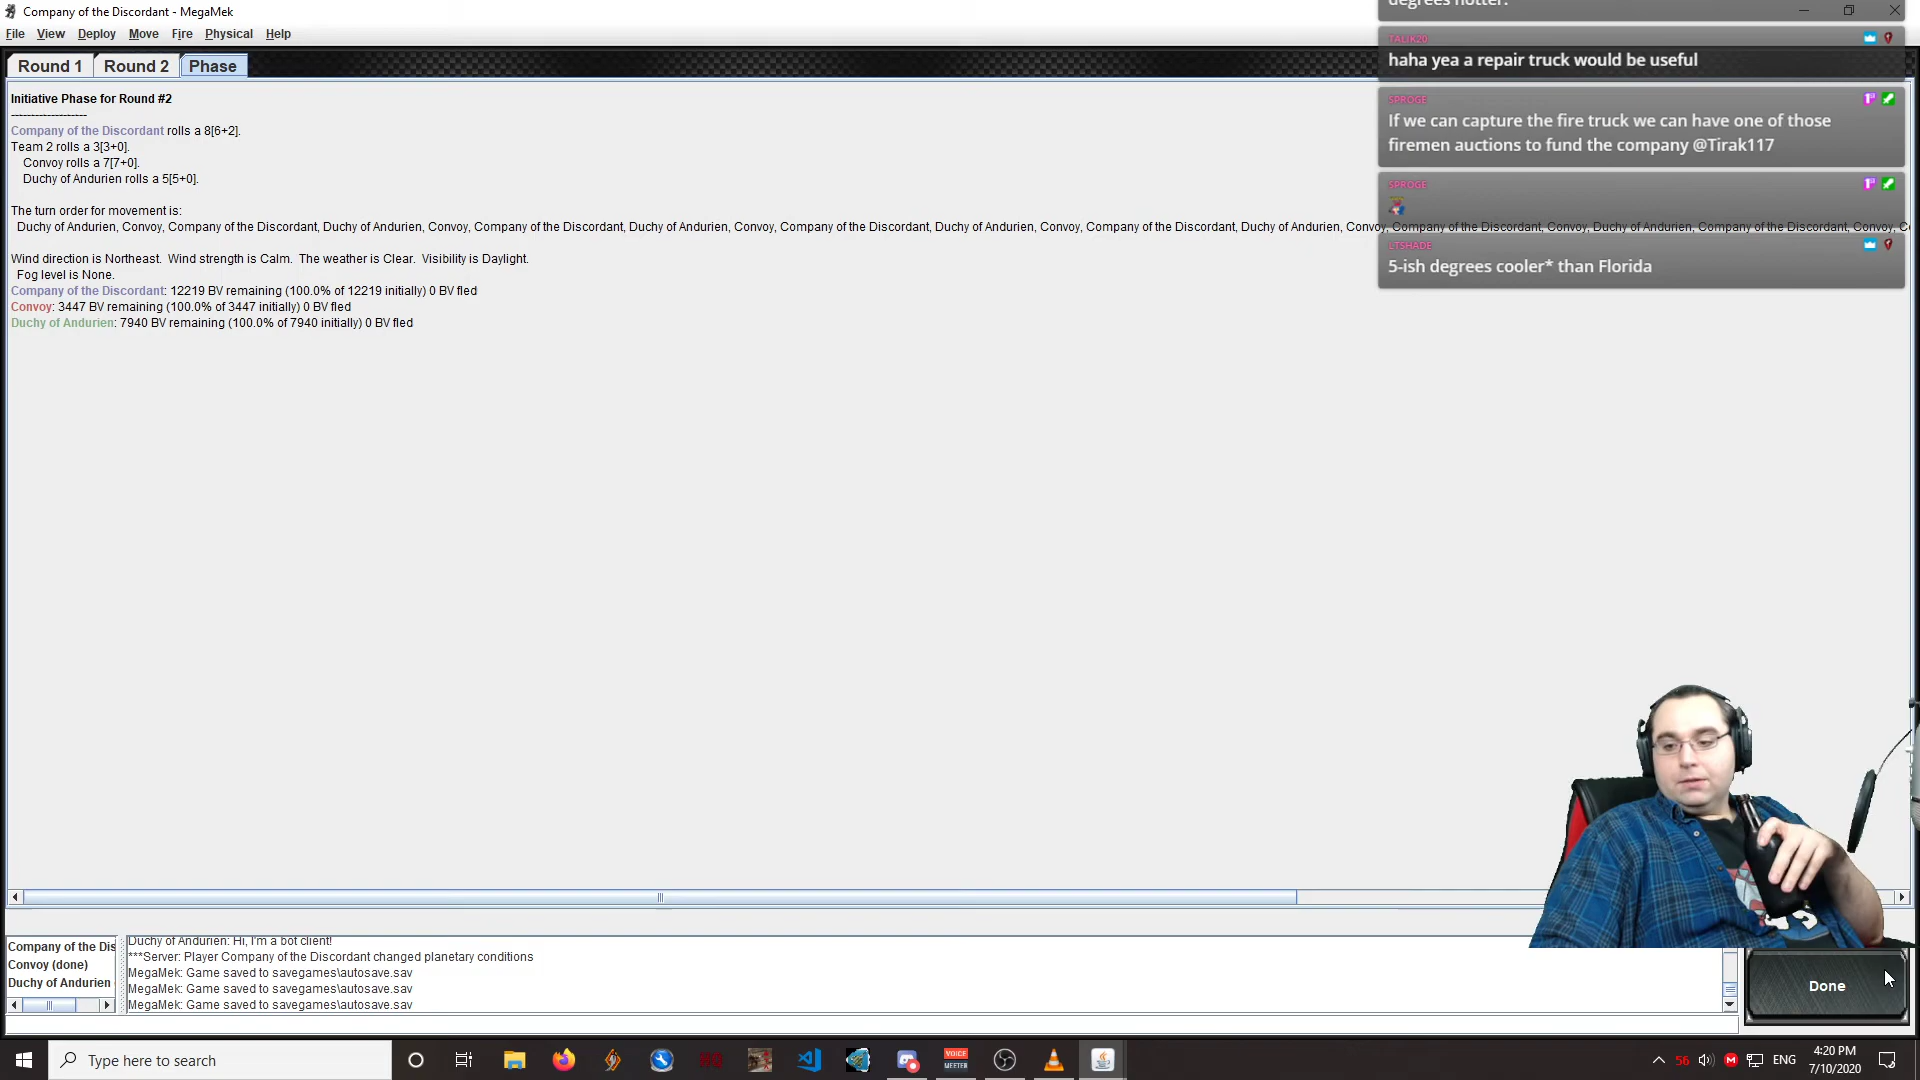 Company of the Discordant - MegaMek
File View Deploy Move Fire Physical Help
Round 1 Round 2 Phase
Initiative Phase for Round #2
-------------------
Company of the Discordant rolls a 8[6+2].
Team 2 rolls a 3[3+0].
Convoy rolls a 7[7+0].
Duchy of Andurien rolls a 5[5+0].
The turn order for movement is:
Duchy of Andurien, Convoy, Company of the Discordant, Duchy of Andurien, Convoy, Company of the Discordant, Duchy of Andurien, Convoy, Company of the Discordant, Duchy of Andurien, Convoy, Company of the Discordant, Duchy of Andurien, Convoy, Company of the Discordant, Convoy, Duchy of Andurien, Company of the Discordant, Convoy, C
Wind direction is Northeast. Wind strength is Calm. The weather is Clear. Visibility is Daylight.
Fog level is None.
Company of the Discordant: 12219 BV remaining (100.0% of 12219 initially) 0 BV fled
Convoy: 3447 BV remaining (100.0% of 3447 initially) 0 BV fled
Duchy of Andurien: 7940 BV remaining (100.0% of 7940 initially) 0 BV fled
degrees hotter.
TALIK20
haha yea a repair truck would be useful
SPROGE
If we can capture the fire truck we can have one of those
firemen auctions to fund the company @Tirak117
SPROGE
LTSHADE
5-ish degrees cooler* than Florida
Company of the Dis
Convoy (done)
Duchy of Andurien
Duchy of Andurien: Hi, I'm a bot client!
***Server: Player Company of the Discordant changed planetary conditions
MegaMek: Game saved to savegames\autosave.sav
MegaMek: Game saved to savegames\autosave.sav
MegaMek: Game saved to savegames\autosave.sav
Done
Type here to search
VOICE
MEETER
56
ENG
4:20 PM
7/10/2020